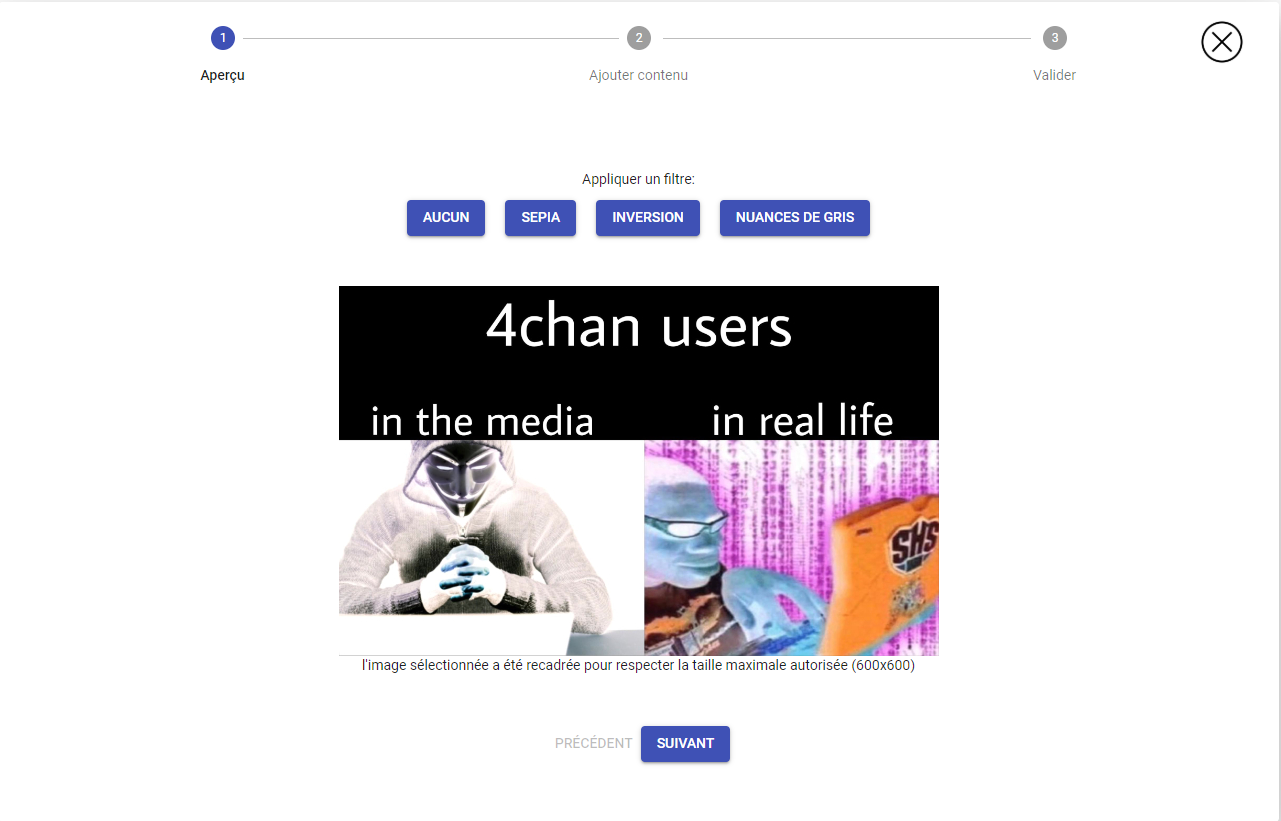 1
2
3
Aperçu
Ajouter contenu
Valider
Appliquer un filtre:
AUCUN
SEPIA
INVERSION
NUANCES DE GRIS
4chan users
in the media
in real life
SHS
l'image sélectionnée a été recadrée pour respecter la taille maximale autorisée (600x600)
PRÉCÉDENT
SUIVANT